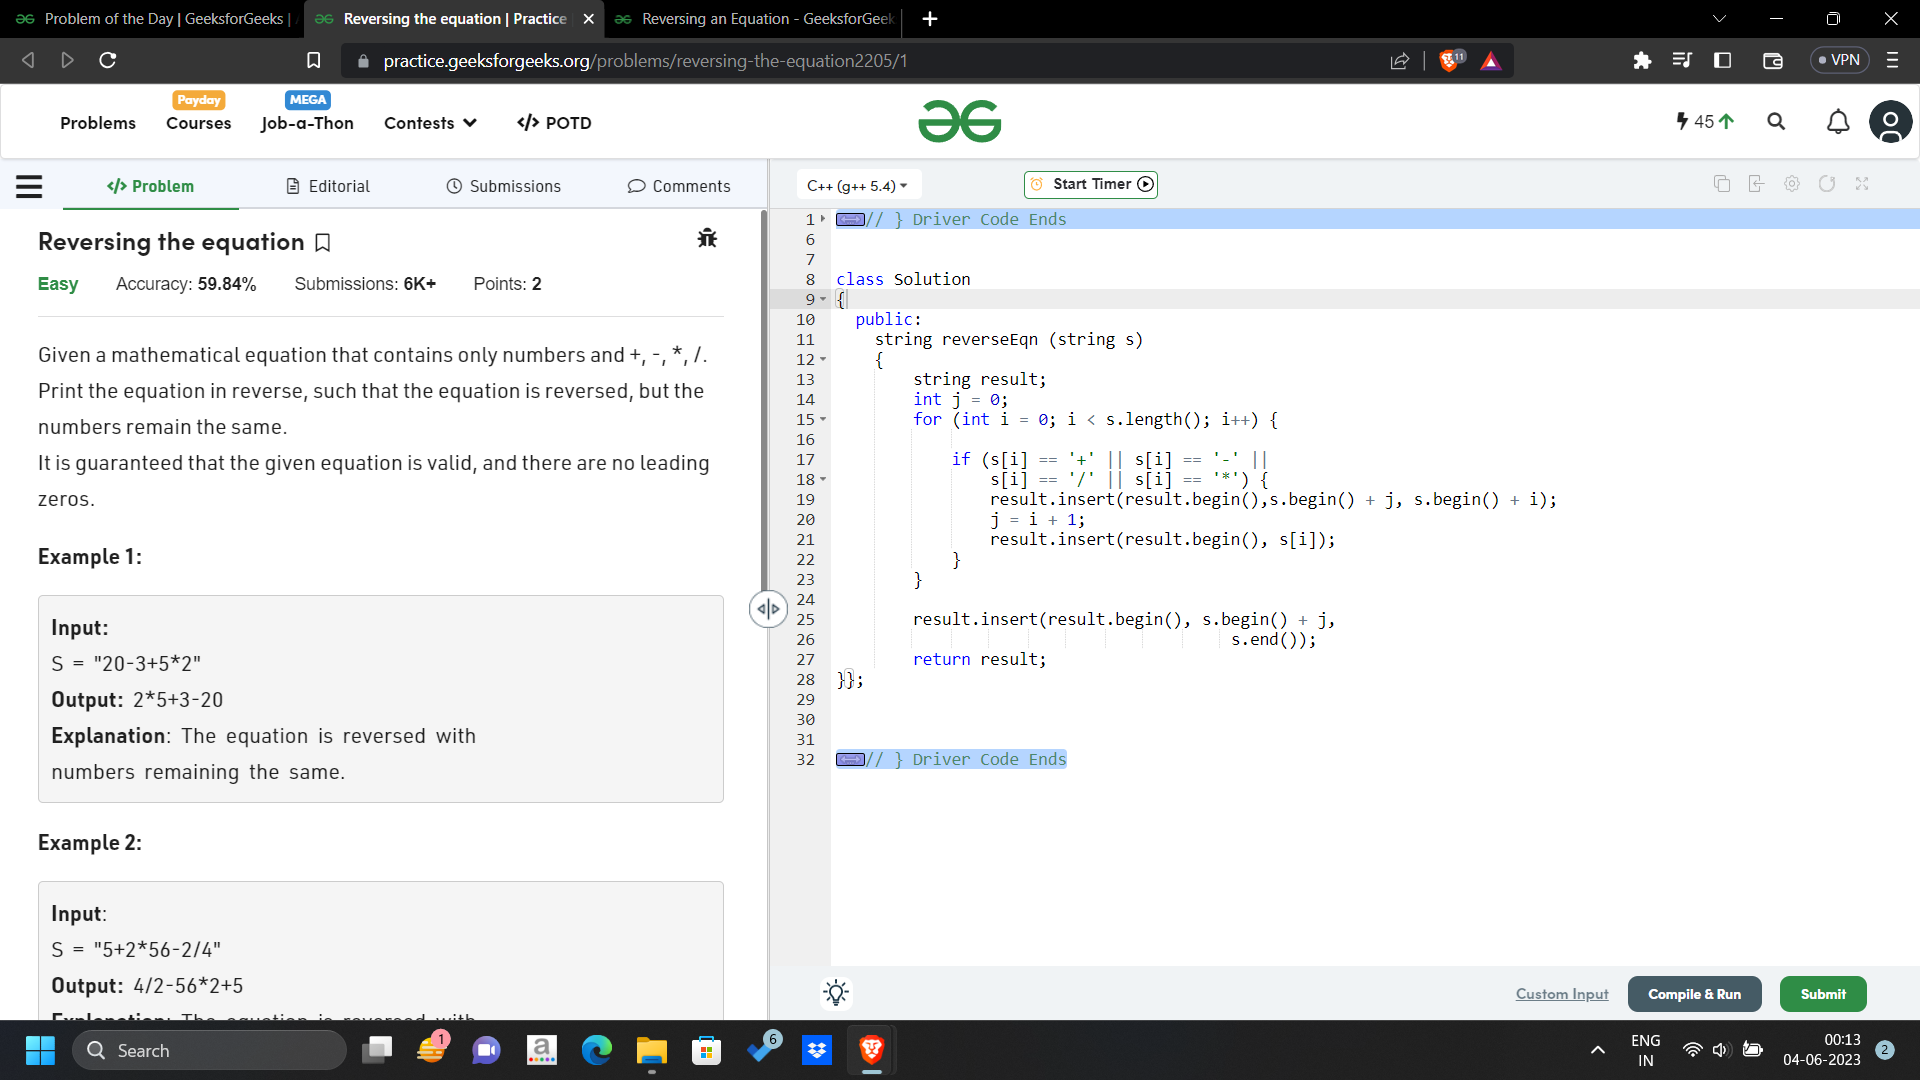 Problem of the Day | GeeksforGeeks |
Reversing the equation | Practice
Reversing an Equation - GeeksforGeek
practice.geeksforgeeks.org/problems/reversing-the-equation2205/1
11
VPN
Payday
MEGA
Problems
Courses
Job-a-Thon
Contests
</> POTD
45
</> Problem
Editorial
Submissions
Comments
C++ (g++ 5.4)
Start Timer
Reversing the equation
Easy
Accuracy: 59.84%
Submissions: 6K+
Points: 2
Given a mathematical equation that contains only numbers and +, -, *, /.
Print the equation in reverse, such that the equation is reversed, but the
numbers remain the same.
It is guaranteed that the given equation is valid, and there are no leading
zeros.
Example 1:
Input:
S = "20-3+5*2"
Output: 2*5+3-20
Explanation: The equation is reversed with
numbers remaining the same.
Example 2:
Input:
S = "5+2*56-2/4"
Output: 4/2-56*2+5
Explanation: The equation is reversed with
1 // } Driver Code Ends
6
7
8 class Solution
9 {
10 public:
11 string reverseEqn (string s)
12 {
13 string result;
14 int j = 0;
15 for (int i = 0; i < s.length(); i++) {
16
17 if (s[i] == '+' || s[i] == '-' ||
18 s[i] == '/' || s[i] == '*') {
19 result.insert(result.begin(),s.begin() + j, s.begin() + i);
20 j = i + 1;
21 result.insert(result.begin(), s[i]);
22 }
23 }
24
25 result.insert(result.begin(), s.begin() + j,
26 s.end());
27 return result;
28 }};
29
30
31
32 // } Driver Code Ends
Custom Input
Compile & Run
Submit
Search
1
a
6
ENG
IN
00:13
04-06-2023
2